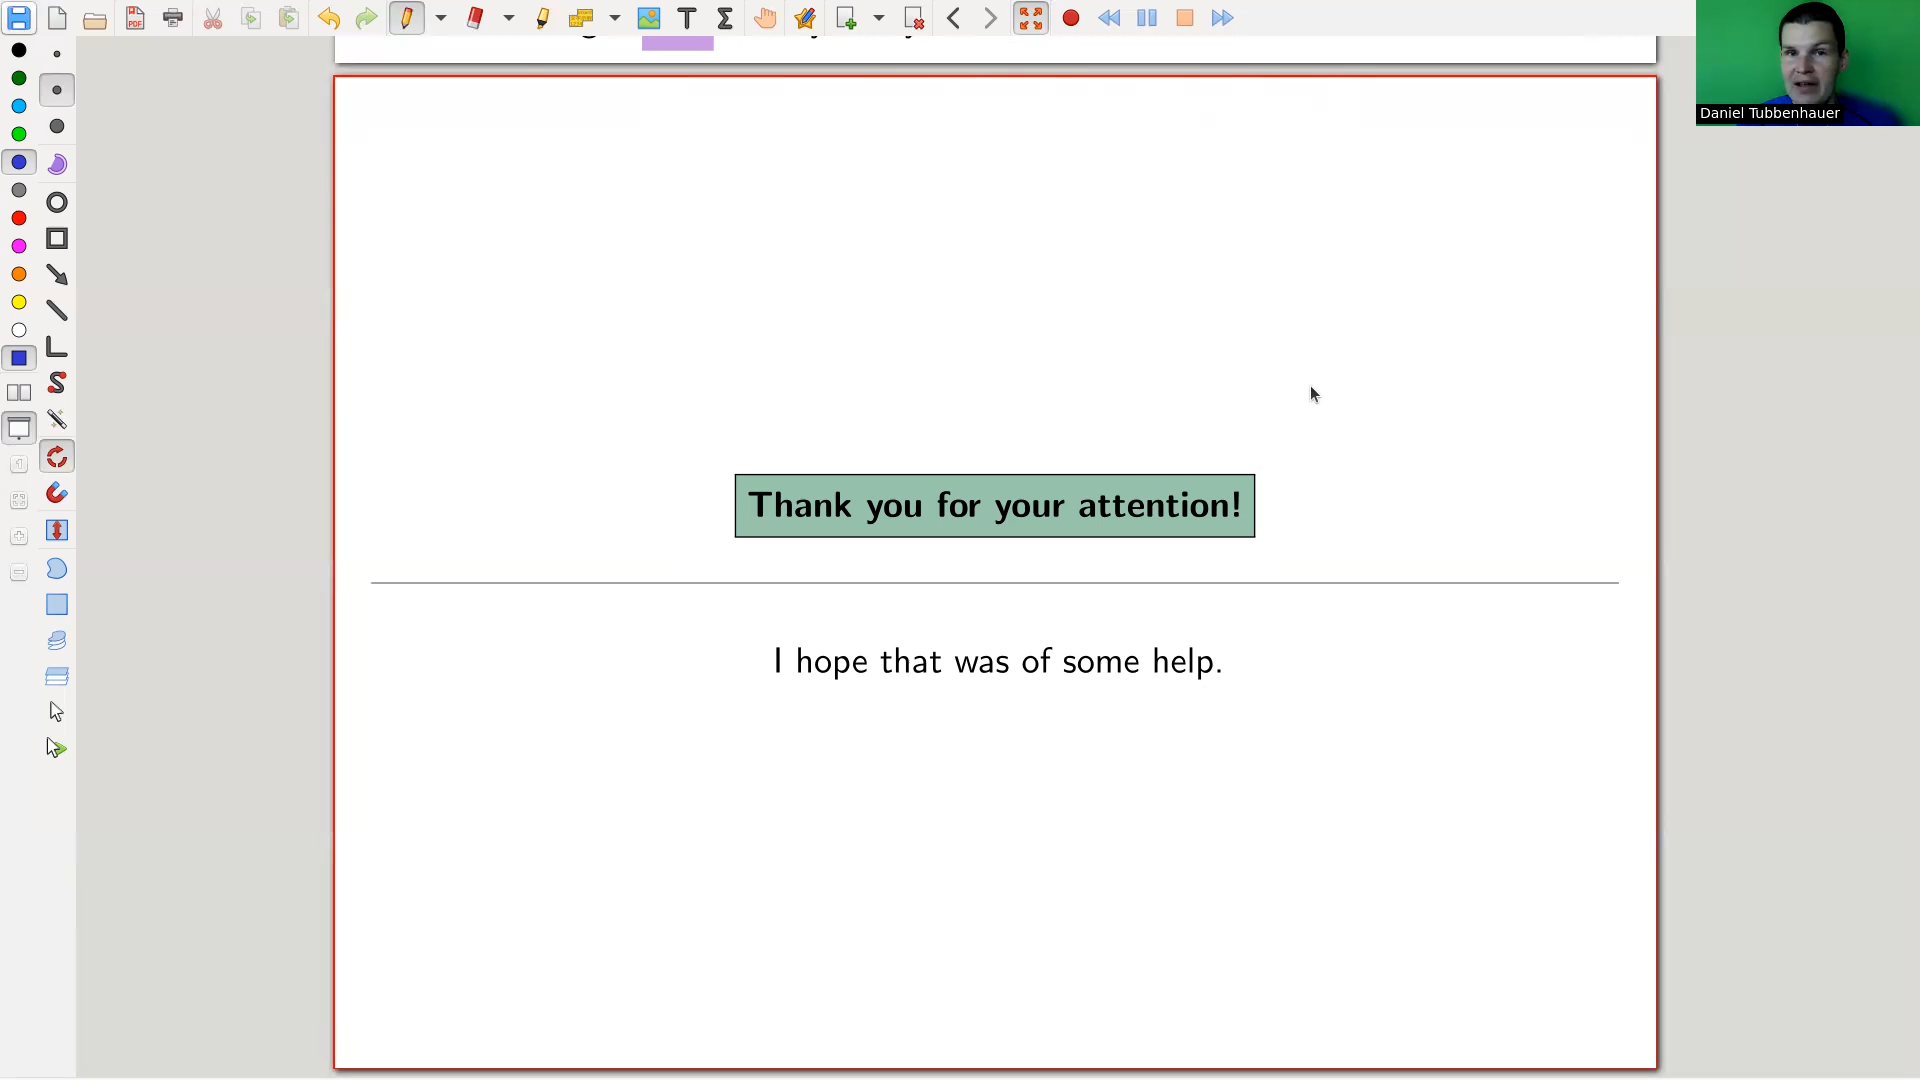 Daniel Tubbenhauer
Thank you for your attention!
I hope that was of some help.